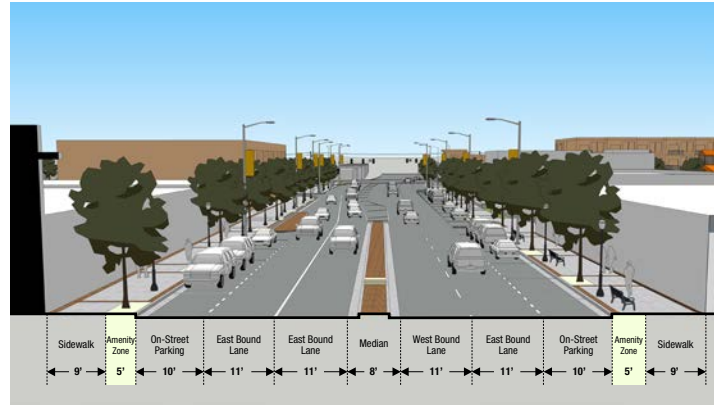 Sidewalk
Amenity
Zone
On-Street
Parking
East Bound
Lane
East Bound
Lane
Median
West Bound
Lane
East Bound
Lane
On-Street
Parking
Amenity
Zone
Sidewalk
9' 5' 10' 11' 11' 8' 11' 11' 10' 5' 9'